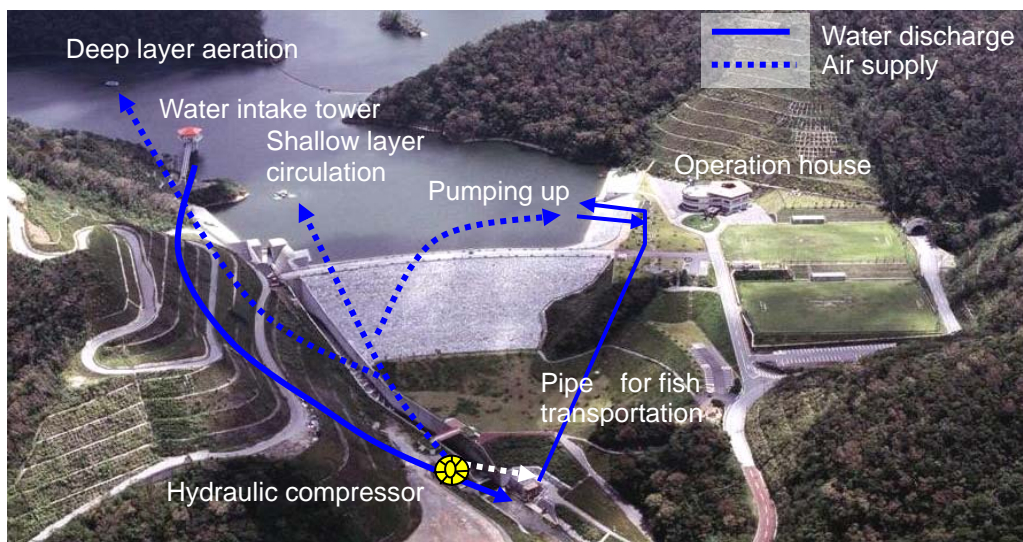 Deep layer aeration
Water discharge
Air supply
Water intake tower
Shallow layer
circulation
Operation house
Pumping up
Pipe for fish
transportation
Hydraulic compressor